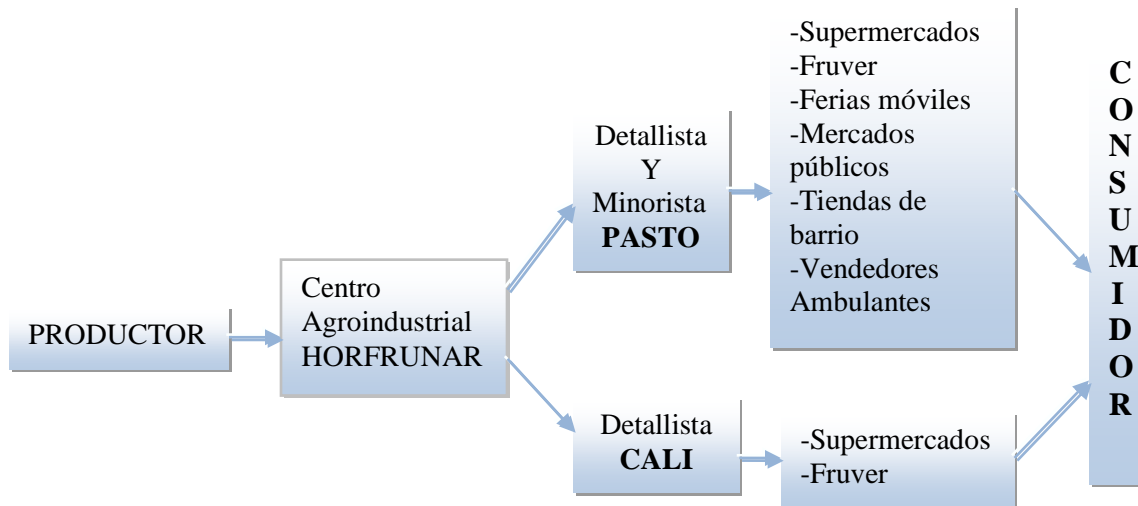 PRODUCTOR
Centro
Agroindustrial
HORFRUNAR
Detallista
Y
Minorista
PASTO
-Supermercados
-Fruver
-Ferias móviles
-Mercados
públicos
-Tiendas de
barrio
-Vendedores
Ambulantes
Detallista
CALI
-Supermercados
-Fruver
C
O
N
S
U
M
I
D
O
R